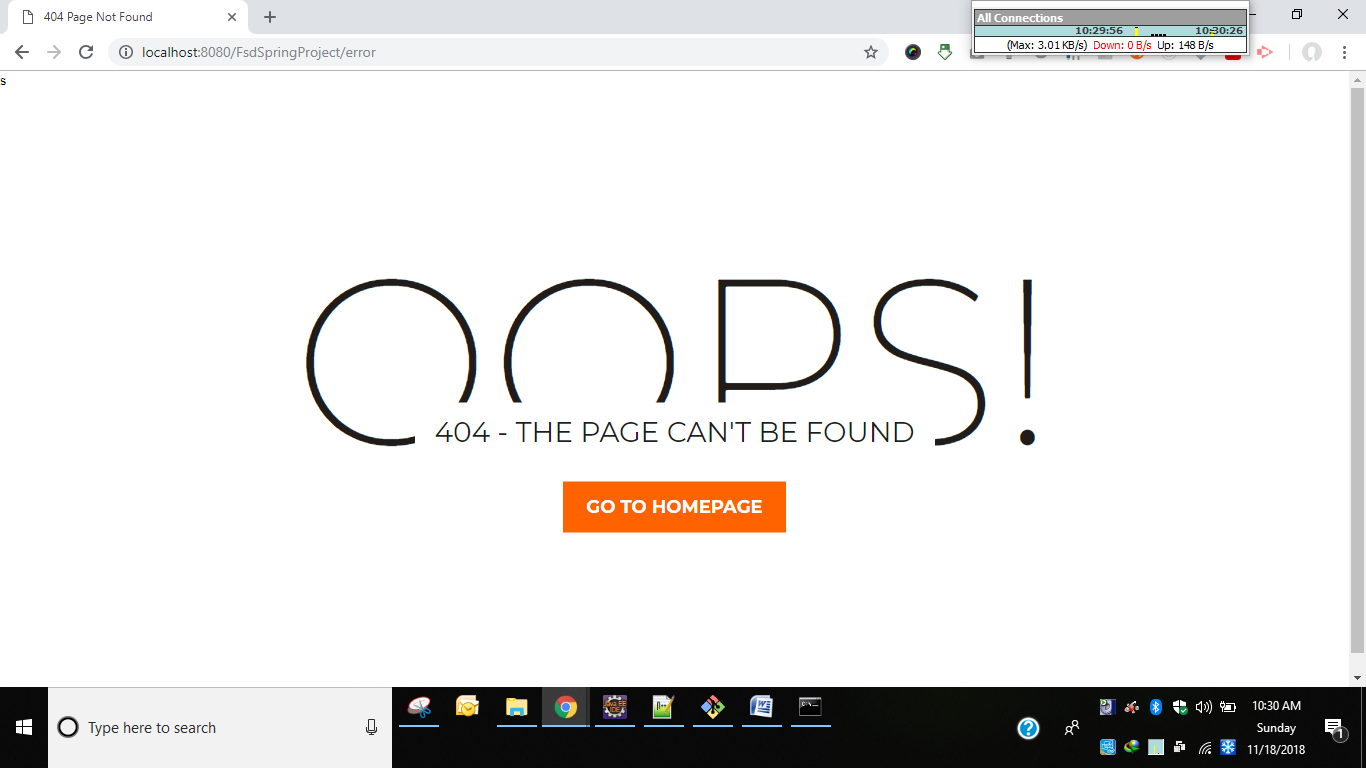 404 Page Not Found
All Connections
10:29:56 10:30:26
(Max: 3.01 KB/s) Down: 0 B/s Up: 148 B/s
localhost:8080/FsdSpringProject/error
s
OOPS!
404 - THE PAGE CAN'T BE FOUND
GO TO HOMEPAGE
Type here to search
10:30 AM
Sunday
11/18/2018
1